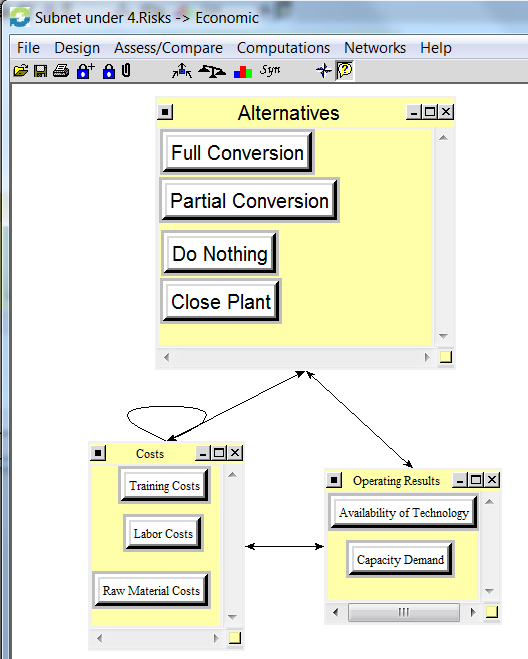 Subnet under 4.Risks -> Economic
File Design Assess/Compare Computations Networks Help
Syn
Alternatives
Full Conversion
Partial Conversion
Do Nothing
Close Plant
Costs
Training Costs
Labor Costs
Raw Material Costs
Operating Results
Availability of Technology
Capacity Demand